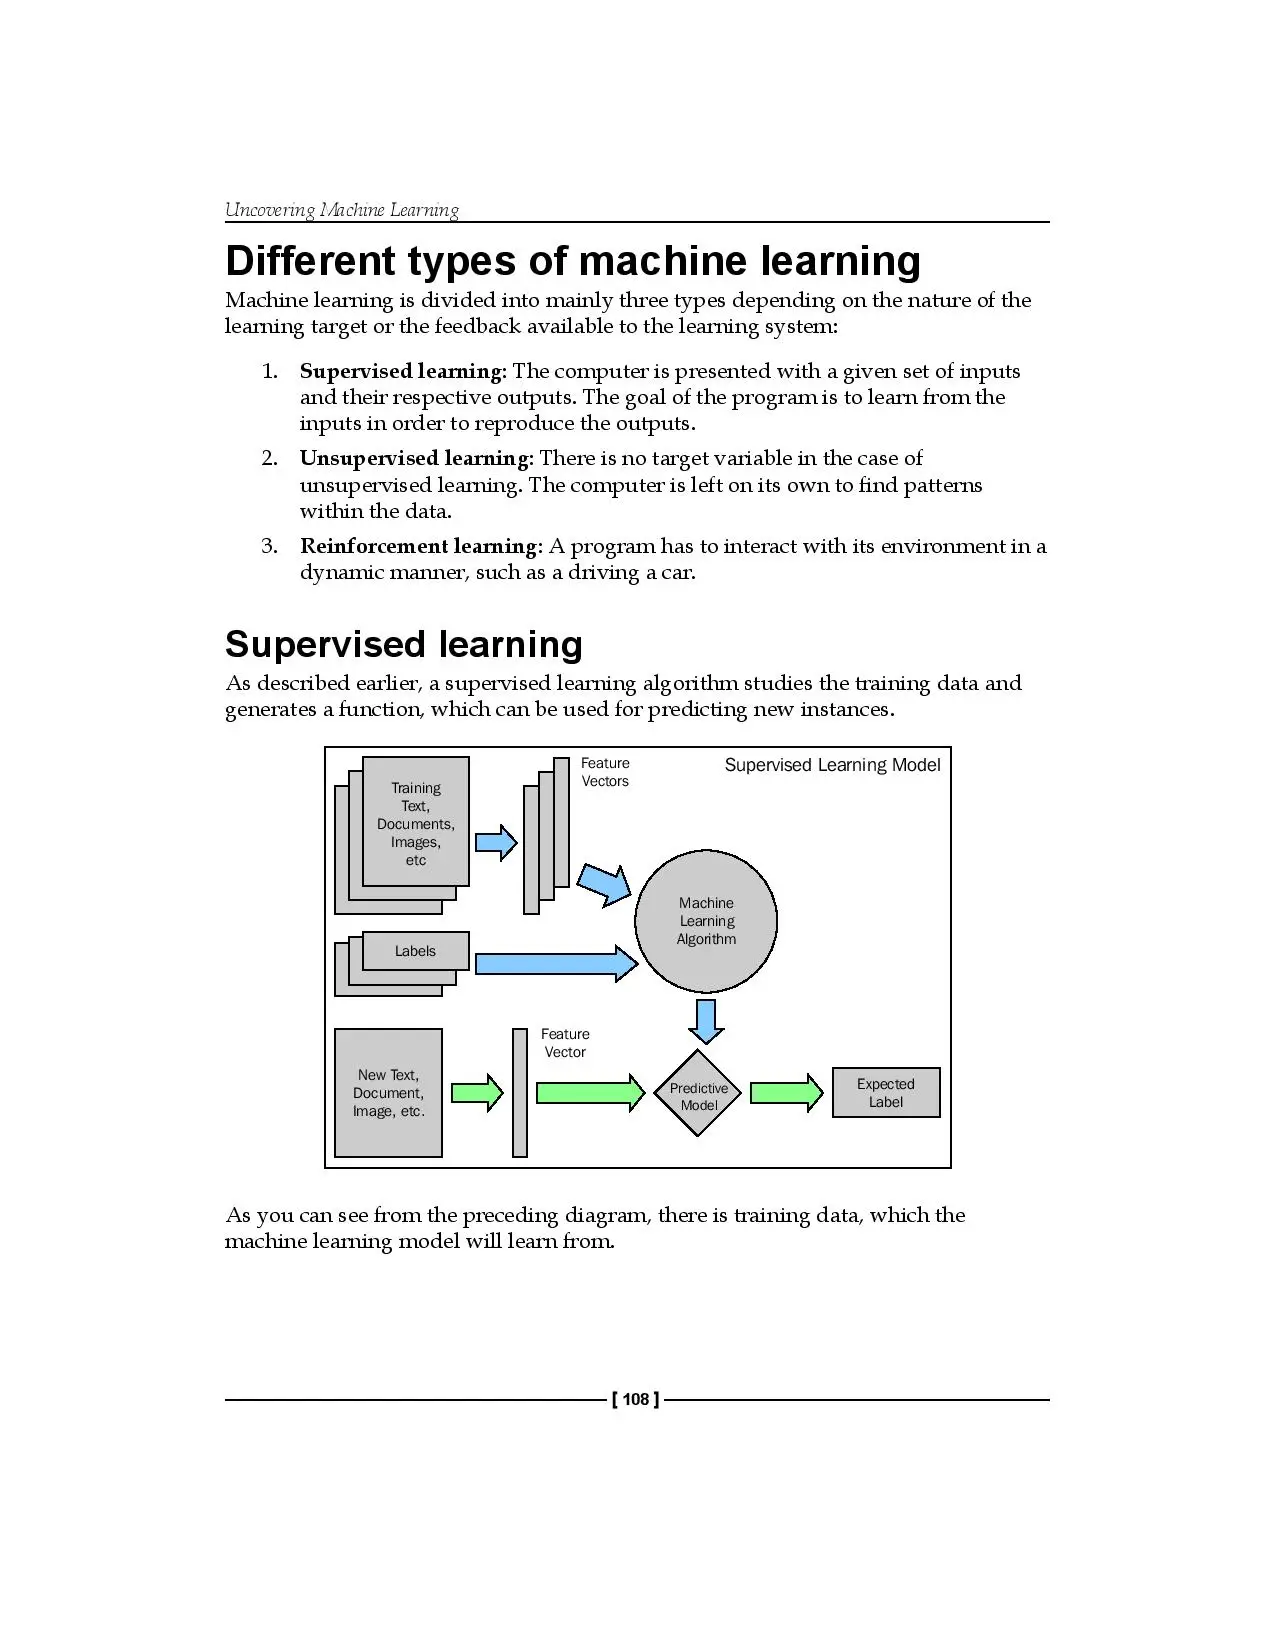 Uncovering Machine Learning
Different types of machine learning
Machine learning is divided into mainly three types depending on the nature of the
learning target or the feedback available to the learning system:
1. Supervised learning: The computer is presented with a given set of inputs
and their respective outputs. The goal of the program is to learn from the
inputs in order to reproduce the outputs.
2. Unsupervised learning: There is no target variable in the case of
unsupervised learning. The computer is left on its own to find patterns
within the data.
3. Reinforcement learning: A program has to interact with its environment in a
dynamic manner, such as a driving a car.
Supervised learning
As described earlier, a supervised learning algorithm studies the training data and
generates a function, which can be used for predicting new instances.
Supervised Learning Model
Training
Text,
Documents,
Images,
etc
Feature
Vectors
Machine
Learning
Algorithm
Labels
New Text,
Document,
Image, etc.
Feature
Vector
Predictive
Model
Expected
Label
As you can see from the preceding diagram, there is training data, which the
machine learning model will learn from.
[ 108 ]